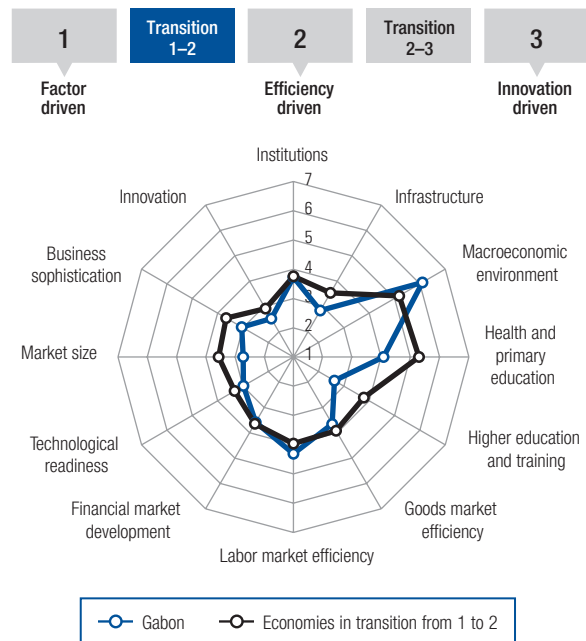 1
Transition
1–2
2
Transition
2–3
3
Factor
driven
Efficiency
driven
Innovation
driven
Institutions
Infrastructure
Macroeconomic
environment
Health and
primary
education
Higher education
and training
Goods market
efficiency
Labor market efficiency
Financial market
development
Technological
readiness
Market size
Business
sophistication
Innovation
7
6
5
4
3
2
1
Gabon
Economies in transition from 1 to 2